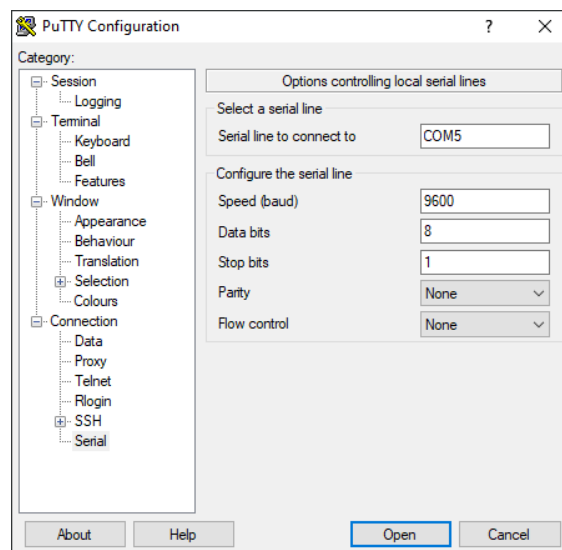 PuTTY Configuration
? ×
Category:
Session
Logging
Terminal
Keyboard
Bell
Features
Window
Appearance
Behaviour
Translation
Selection
Colours
Connection
Data
Proxy
Telnet
Rlogin
SSH
Serial
Options controlling local serial lines
Select a serial line
Serial line to connect to COM5
Configure the serial line
Speed (baud) 9600
Data bits 8
Stop bits 1
Parity None
Flow control None
About Help Open Cancel